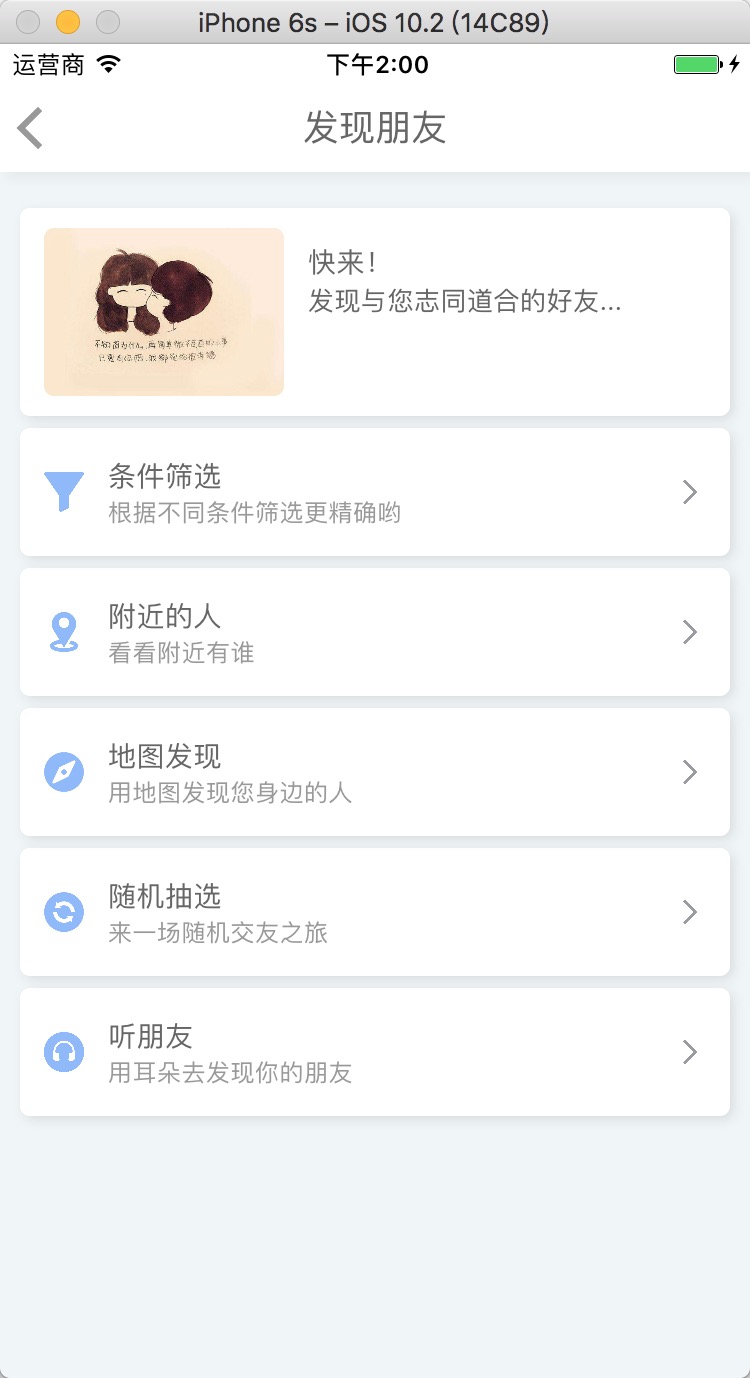 iPhone 6s – iOS 10.2 (14C89)
运营商 下午2:00
发现朋友
快来！
发现与您志同道合的好友...
条件筛选
根据不同条件筛选更精确哟
附近的人
看看附近有谁
地图发现
用地图发现您身边的人
随机抽选
来一场随机交友之旅
听朋友
用耳朵去发现你的朋友